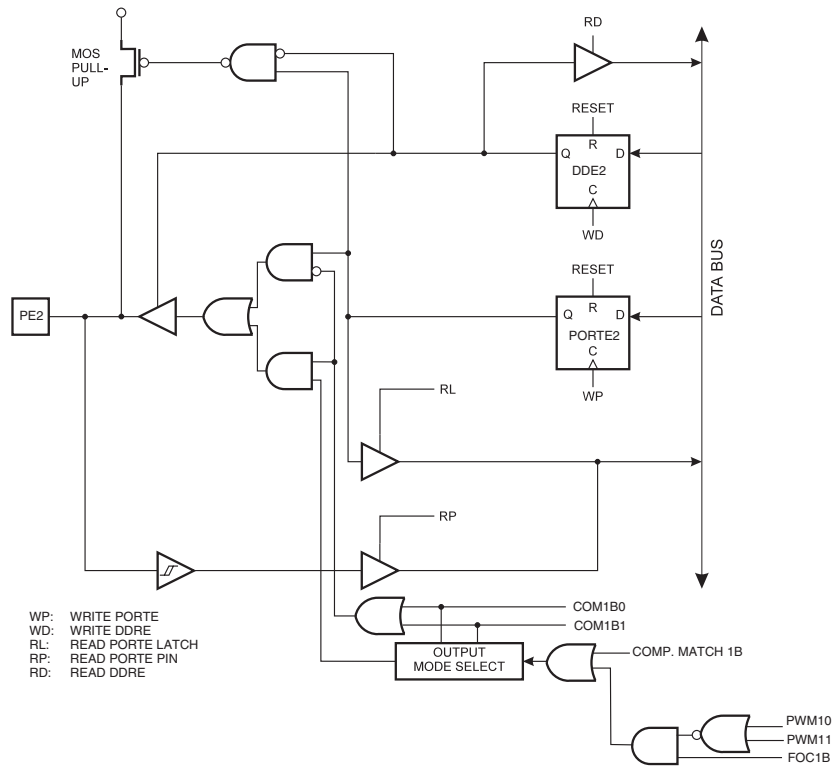 RD
MOS
PULL-
UP
RESET
R
Q
D
DDE2
C
WD
DATA BUS
RESET
R
Q
D
PE2
PORTE2
C
WP
RL
RP
COM1B0
COM1B1
WP: WRITE PORTE
WD: WRITE DDRE
RL: READ PORTE LATCH
RP: READ PORTE PIN
RD: READ DDRE
OUTPUT
MODE SELECT
COMP. MATCH 1B
PWM10
PWM11
FOC1B